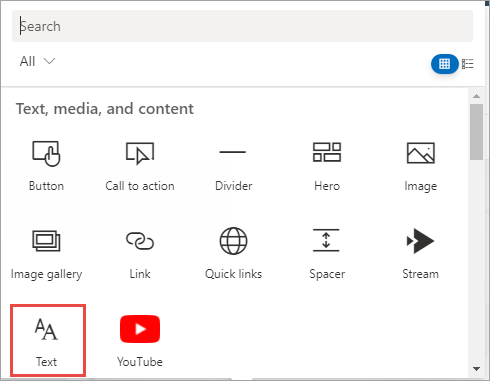 Search
All
Text, media, and content
Button Call to action Divider Hero Image
Image gallery Link Quick links Spacer Stream
AA
Text YouTube